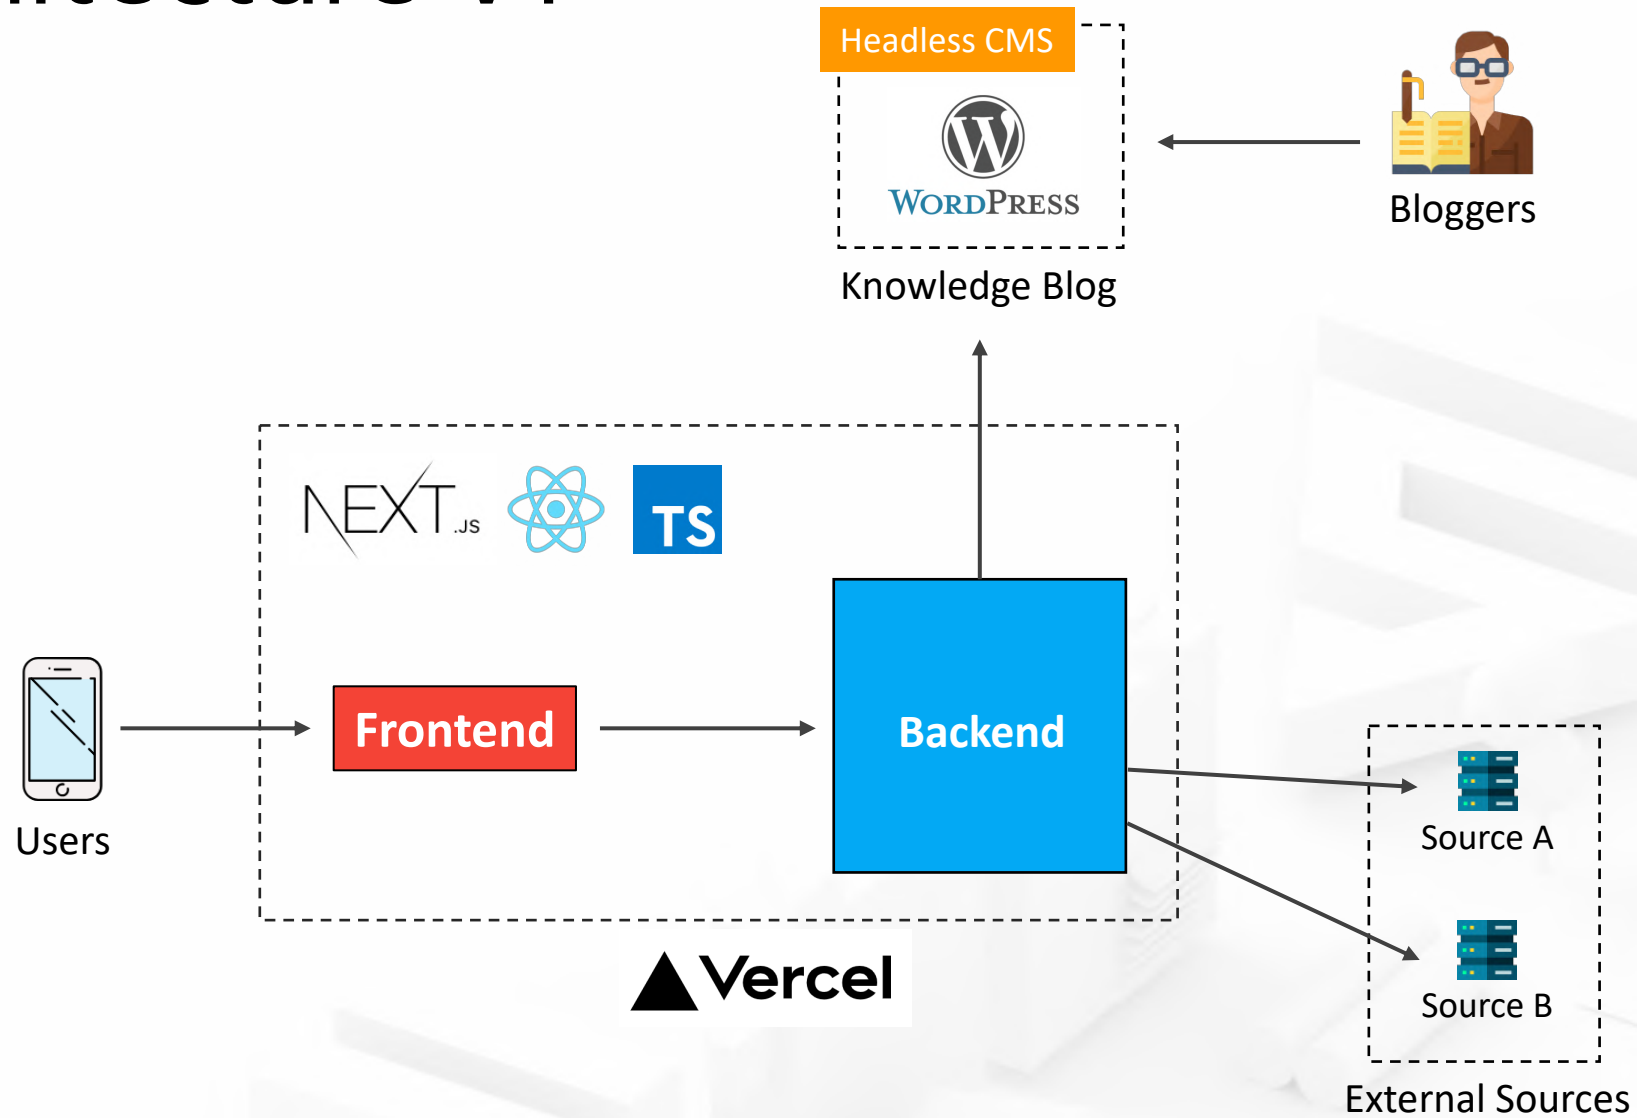 Headless CMS
W
WORDPRESS
Knowledge Blog
Bloggers
NEXT.JS
TS
Frontend
Backend
Users
Source A
Source B
External Sources
Vercel